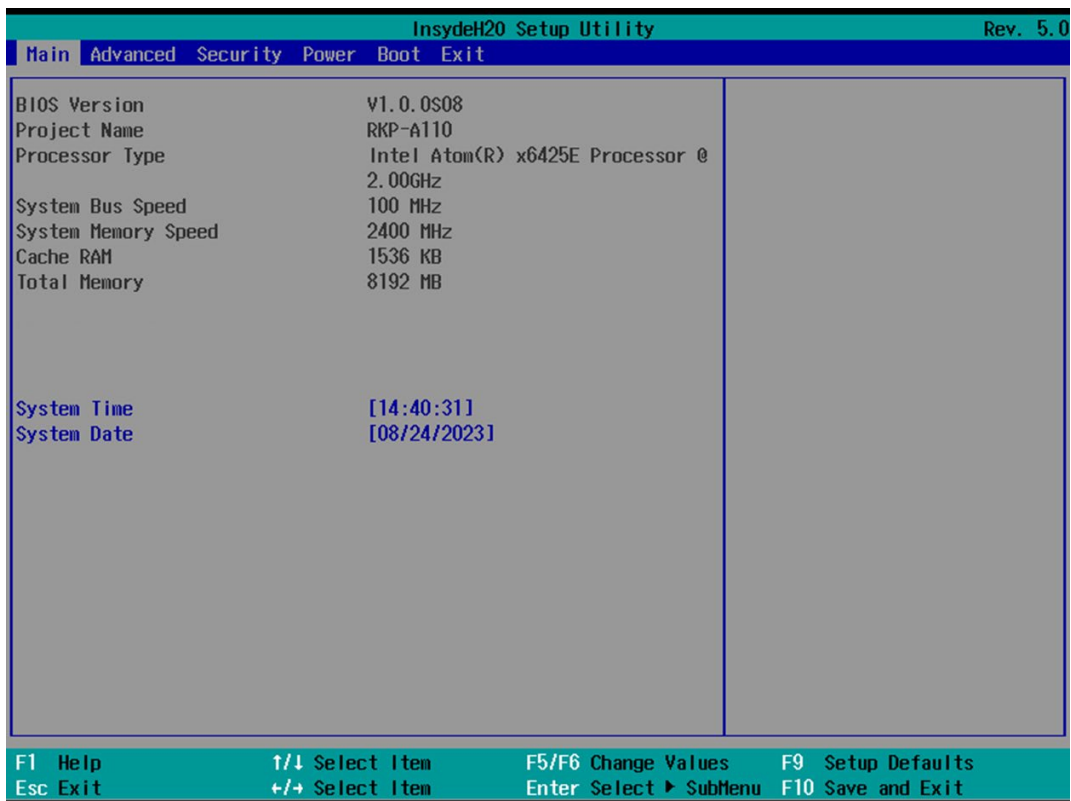 InsydeH20 Setup Utility Rev. 5.0
Main Advanced Security Power Boot Exit
BIOS Version V1.0.0S08
Project Name RKP-A110
Processor Type Intel Atom(R) x6425E Processor @
2.00GHz
System Bus Speed 100 MHz
System Memory Speed 2400 MHz
Cache RAM 1536 KB
Total Memory 8192 MB
System Time [14:40:31]
System Date [08/24/2023]
F1 Help ↑/↓ Select Item F5/F6 Change Values F9 Setup Defaults
Esc Exit ←/→ Select Item Enter Select ▶ SubMenu F10 Save and Exit